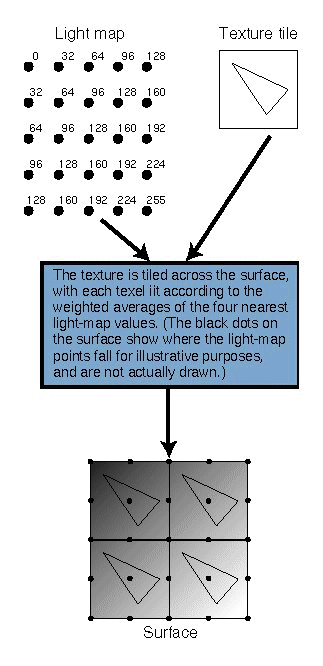 Light map
Texture tile
0 32 64 96 128
32 64 96 128 160
64 96 128 160 192
96 128 160 192 224
128 160 192 224 255
The texture is tiled across the surface,
with each texel lit according to the
weighted averages of the four nearest
light-map values. (The black dots on
the surface show where the light-map
points fall for illustrative purposes,
and are not actually drawn.)
Surface